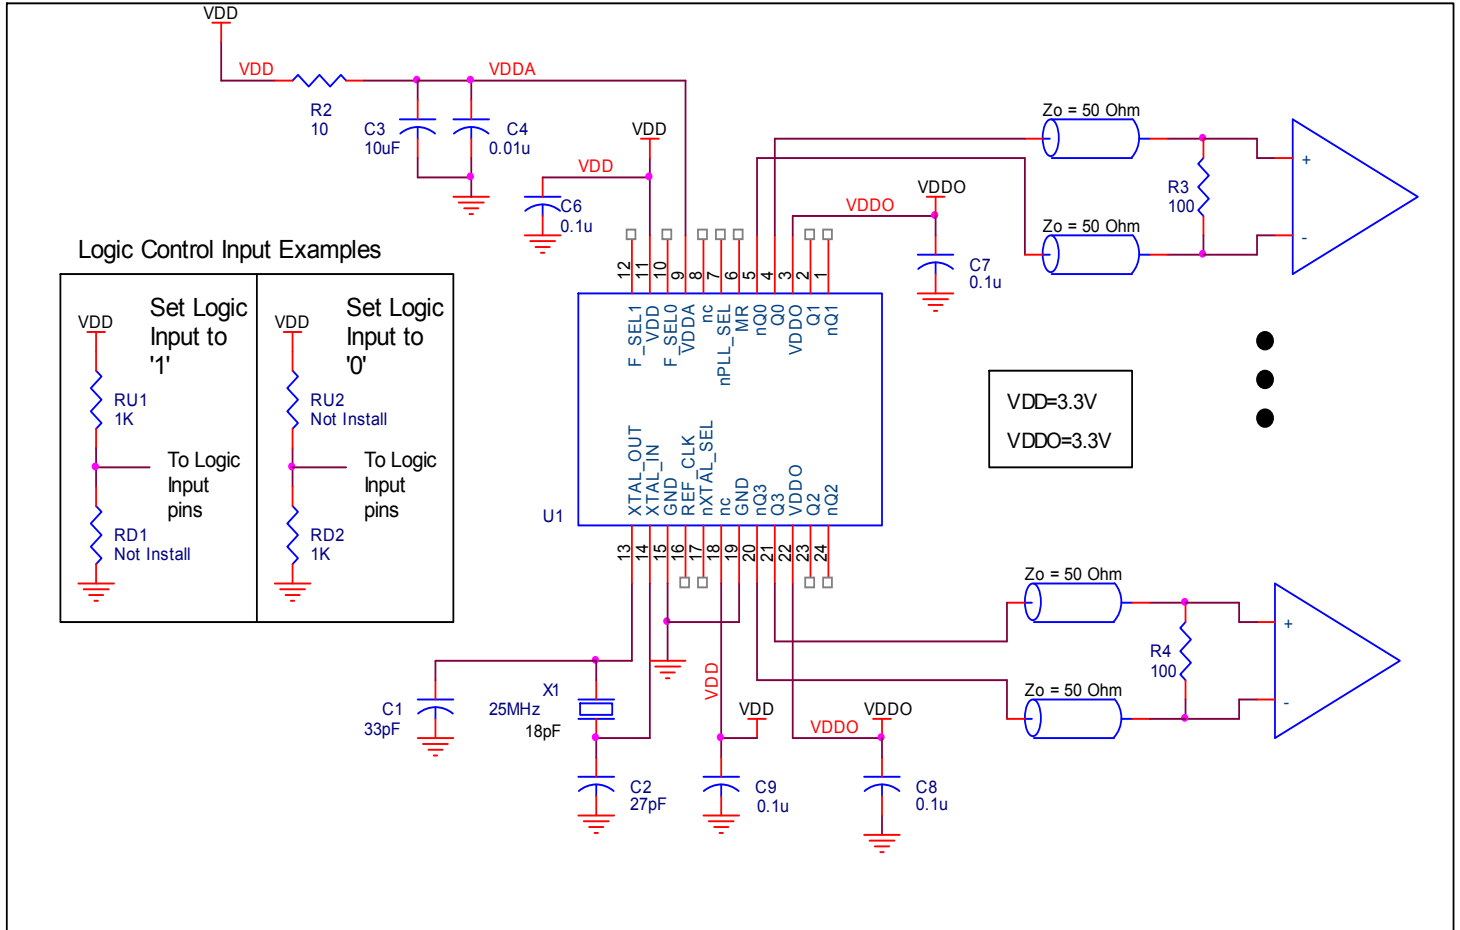 VDD
VDD
VDDA
R2
10
C3
10uF
C4
0.01u
VDD
VDD
C6
0.1u
Zo = 50 Ohm
R3
100
+
-
Zo = 50 Ohm
VDDO
VDDO
C7
0.1u
Logic Control Input Examples
VDD
Set Logic
Input to
'1'
RU1
1K
To Logic
Input
pins
RD1
Not Install
VDD
Set Logic
Input to
'0'
RU2
Not Install
To Logic
Input
pins
RD2
1K
12
11
10
9
8
7
6
5
4
3
2
1
F_SEL1
VDD
F_SEL0
VDDA
nc
nPLL_SEL
MR
nQ0
Q0
VDDO
Q1
nQ1
XTAL_OUT
XTAL_IN
GND
REF_CLK
nXTAL_SEL
nc
GND
nQ3
Q3
VDDO
Q2
nQ2
U1
13
14
15
16
17
18
19
20
21
22
23
24
VDD=3.3V
VDDO=3.3V
Zo = 50 Ohm
R4
100
+
-
Zo = 50 Ohm
C1
33pF
X1
25MHz
18pF
C2
27pF
VDD
VDD
C9
0.1u
VDDO
VDDO
C8
0.1u